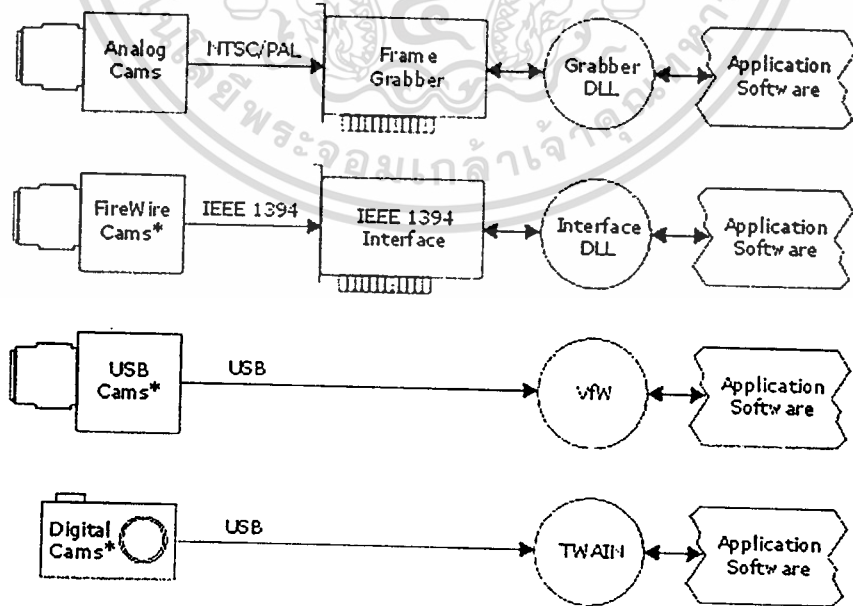 Analog
Cams
NTSC/PAL
Frame
Grabber
Grabber
DLL
Application
Software
FireWire
Cams*
IEEE 1394
IEEE 1394
Interface
Interface
DLL
Application
Software
USB
Cams*
USB
VfW
Application
Software
Digital
Cams*
USB
TWAIN
Application
Software